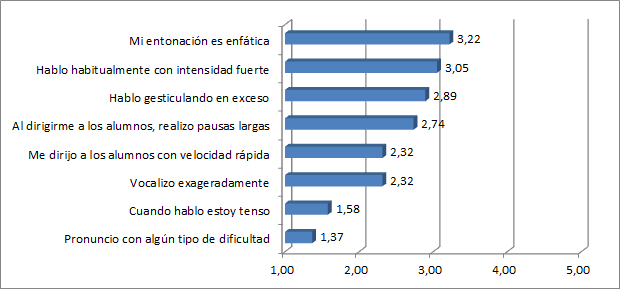 Mi entonación es enfática 3,22
Hablo habitualmente con intensidad fuerte 3,05
Hablo gesticulando en exceso 2,89
Al dirigirme a los alumnos, realizo pausas largas 2,74
Me dirijo a los alumnos con velocidad rápida 2,32
Vocalizo exageradamente 2,32
Cuando hablo estoy tenso 1,58
Pronuncio con algún tipo de dificultad 1,37
1,00 2,00 3,00 4,00 5,00